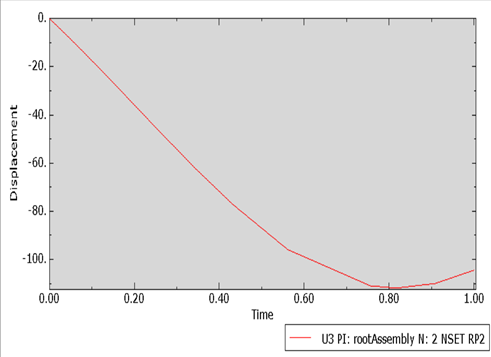 0.
-20.
-40.
-60.
-80.
-100.
Displacement
0.00 0.20 0.40 0.60 0.80 1.00
Time
U3 PI: rootAssembly N: 2 NSET RP2